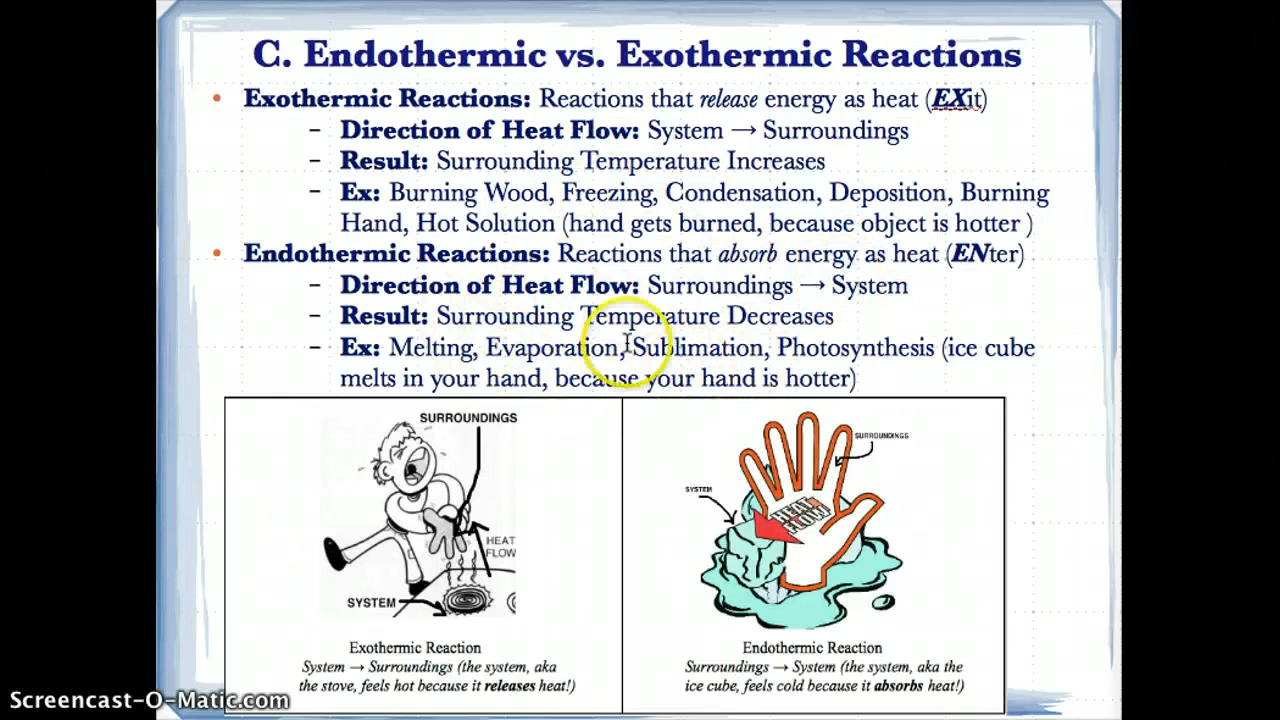 C. Endothermic vs. Exothermic Reactions
• Exothermic Reactions: Reactions that release energy as heat (EXit)
– Direction of Heat Flow: System → Surroundings
– Result: Surrounding Temperature Increases
– Ex: Burning Wood, Freezing, Condensation, Deposition, Burning
Hand, Hot Solution (hand gets burned, because object is hotter )
• Endothermic Reactions: Reactions that absorb energy as heat (ENter)
– Direction of Heat Flow: Surroundings → System
– Result: Surrounding Temperature Decreases
– Ex: Melting, Evaporation, Sublimation, Photosynthesis (ice cube
melts in your hand, because your hand is hotter)
SURROUNDINGS
HEAT
FLOW
SYSTEM
Exothermic Reaction
System → Surroundings (the system, aka
the stove, feels hot because it releases heat!)
SURROUNDINGS
SYSTEM
HEAT
FLOW
Endothermic Reaction
Surroundings → System (the system, aka the
ice cube, feels cold because it absorbs heat!)
Screencast-O-Matic.com